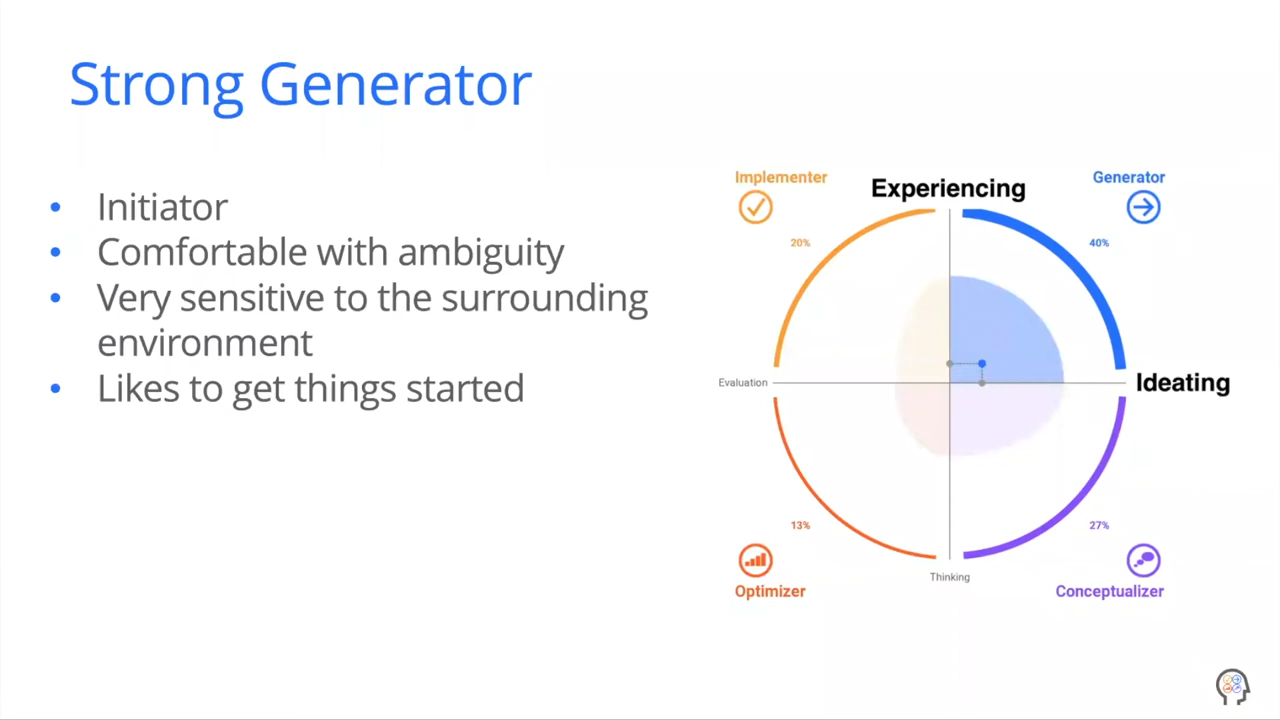 Strong Generator
Initiator
Comfortable with ambiguity
Very sensitive to the surrounding
environment
Likes to get things started
Implementer
Experiencing
Generator
20%
40%
Evaluation
Ideating
13%
27%
Thinking
Optimizer
Conceptualizer